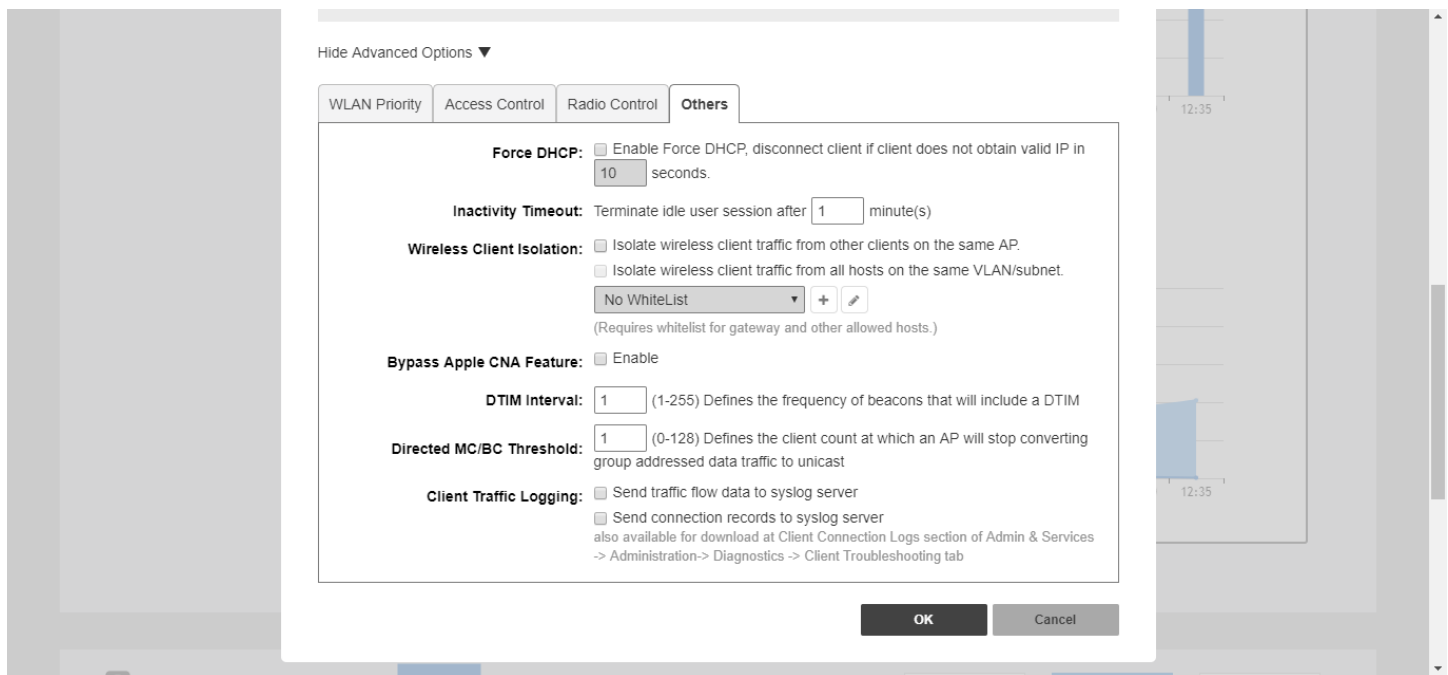 Hide Advanced Options ▼
WLAN Priority
Access Control
Radio Control
Others
12:35
Force DHCP: Enable Force DHCP, disconnect client if client does not obtain valid IP in
10 seconds.
Inactivity Timeout: Terminate idle user session after 1 minute(s)
Wireless Client Isolation: Isolate wireless client traffic from other clients on the same AP.
Isolate wireless client traffic from all hosts on the same VLAN/subnet.
No WhiteList
(Requires whitelist for gateway and other allowed hosts.)
Bypass Apple CNA Feature: Enable
DTIM Interval: 1 (1-255) Defines the frequency of beacons that will include a DTIM
Directed MC/BC Threshold: 1 (0-128) Defines the client count at which an AP will stop converting
group addressed data traffic to unicast
Client Traffic Logging: Send traffic flow data to syslog server
12:35
Send connection records to syslog server
also available for download at Client Connection Logs section of Admin & Services
-> Administration-> Diagnostics -> Client Troubleshooting tab
OK
Cancel